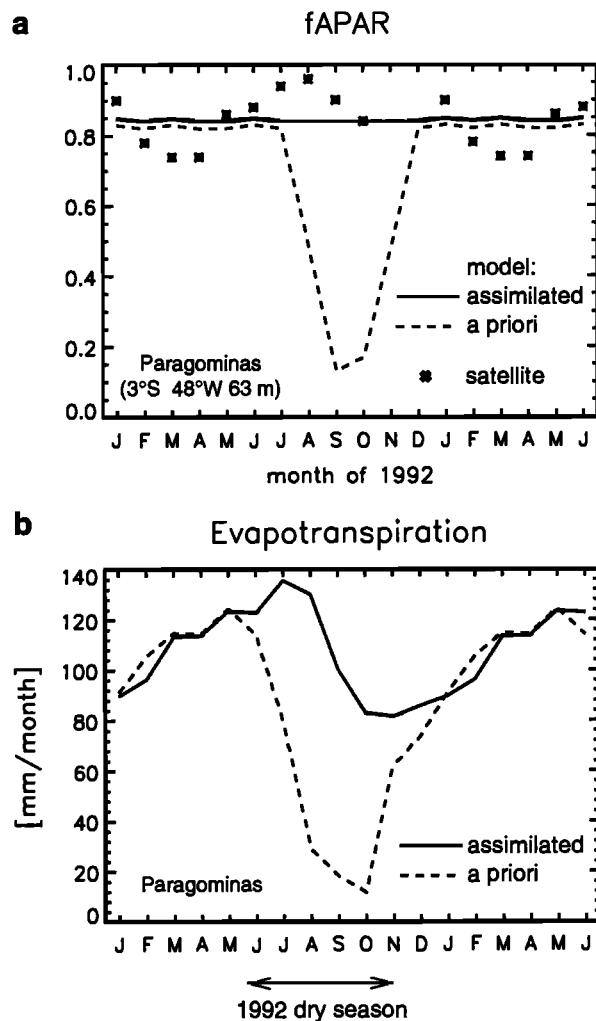 a
fAPAR
1.0
0.8
0.6
0.4
0.2
0.0
model:
assimilated
a priori
satellite
Paragominas
(3°S 48°W 63 m)
J F M A M J J A S O N D J F M A M J
month of 1992
b
Evapotranspiration
[mm/month]
140
120
100
80
60
40
20
0
assimilated
a priori
Paragominas
J F M A M J J A S O N D J F M A M J
1992 dry season